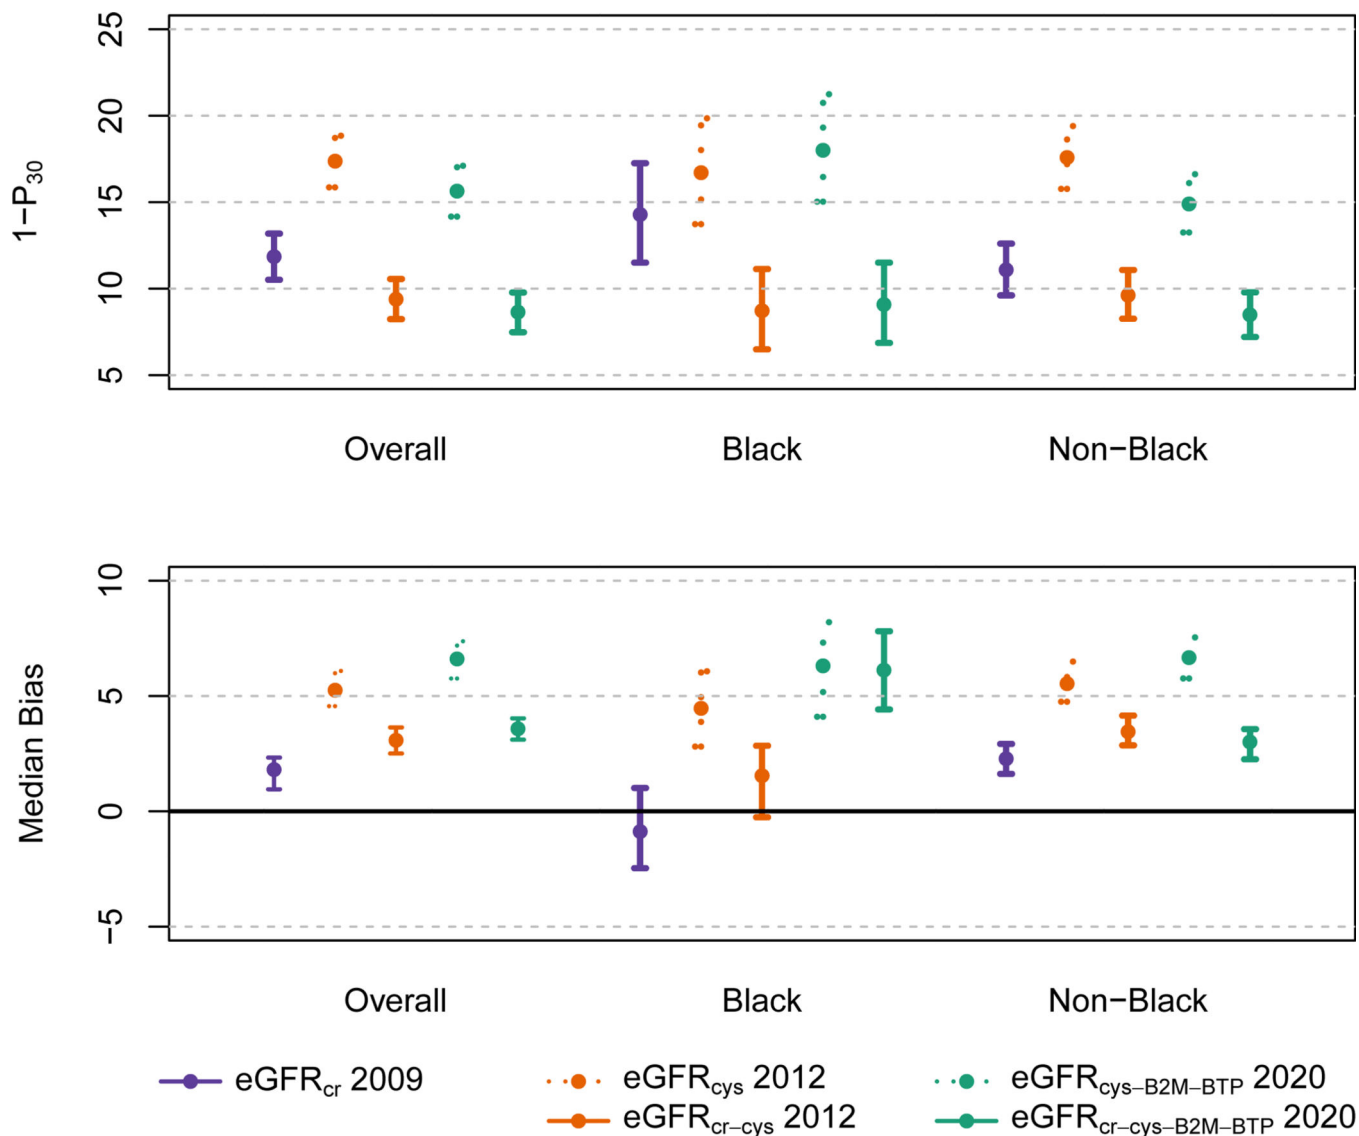 25
20
15
10
5
1−P30
Overall Black Non−Black
10
5
0
−5
Median Bias
Overall Black Non−Black
eGFRcr 2009 eGFRcys 2012 eGFRcys−B2M−BTP 2020
eGFRcr−cys 2012 eGFRcr−cys−B2M−BTP 2020